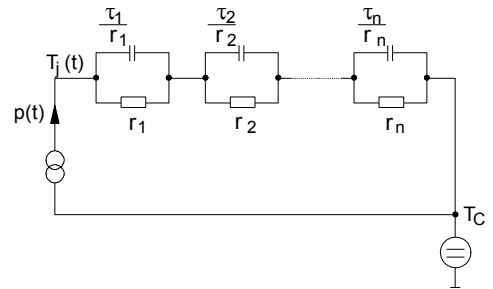 τ1 τ2 τn
r1 r2 rn
Tj (t)
r1 r2 rn
p(t)
TC